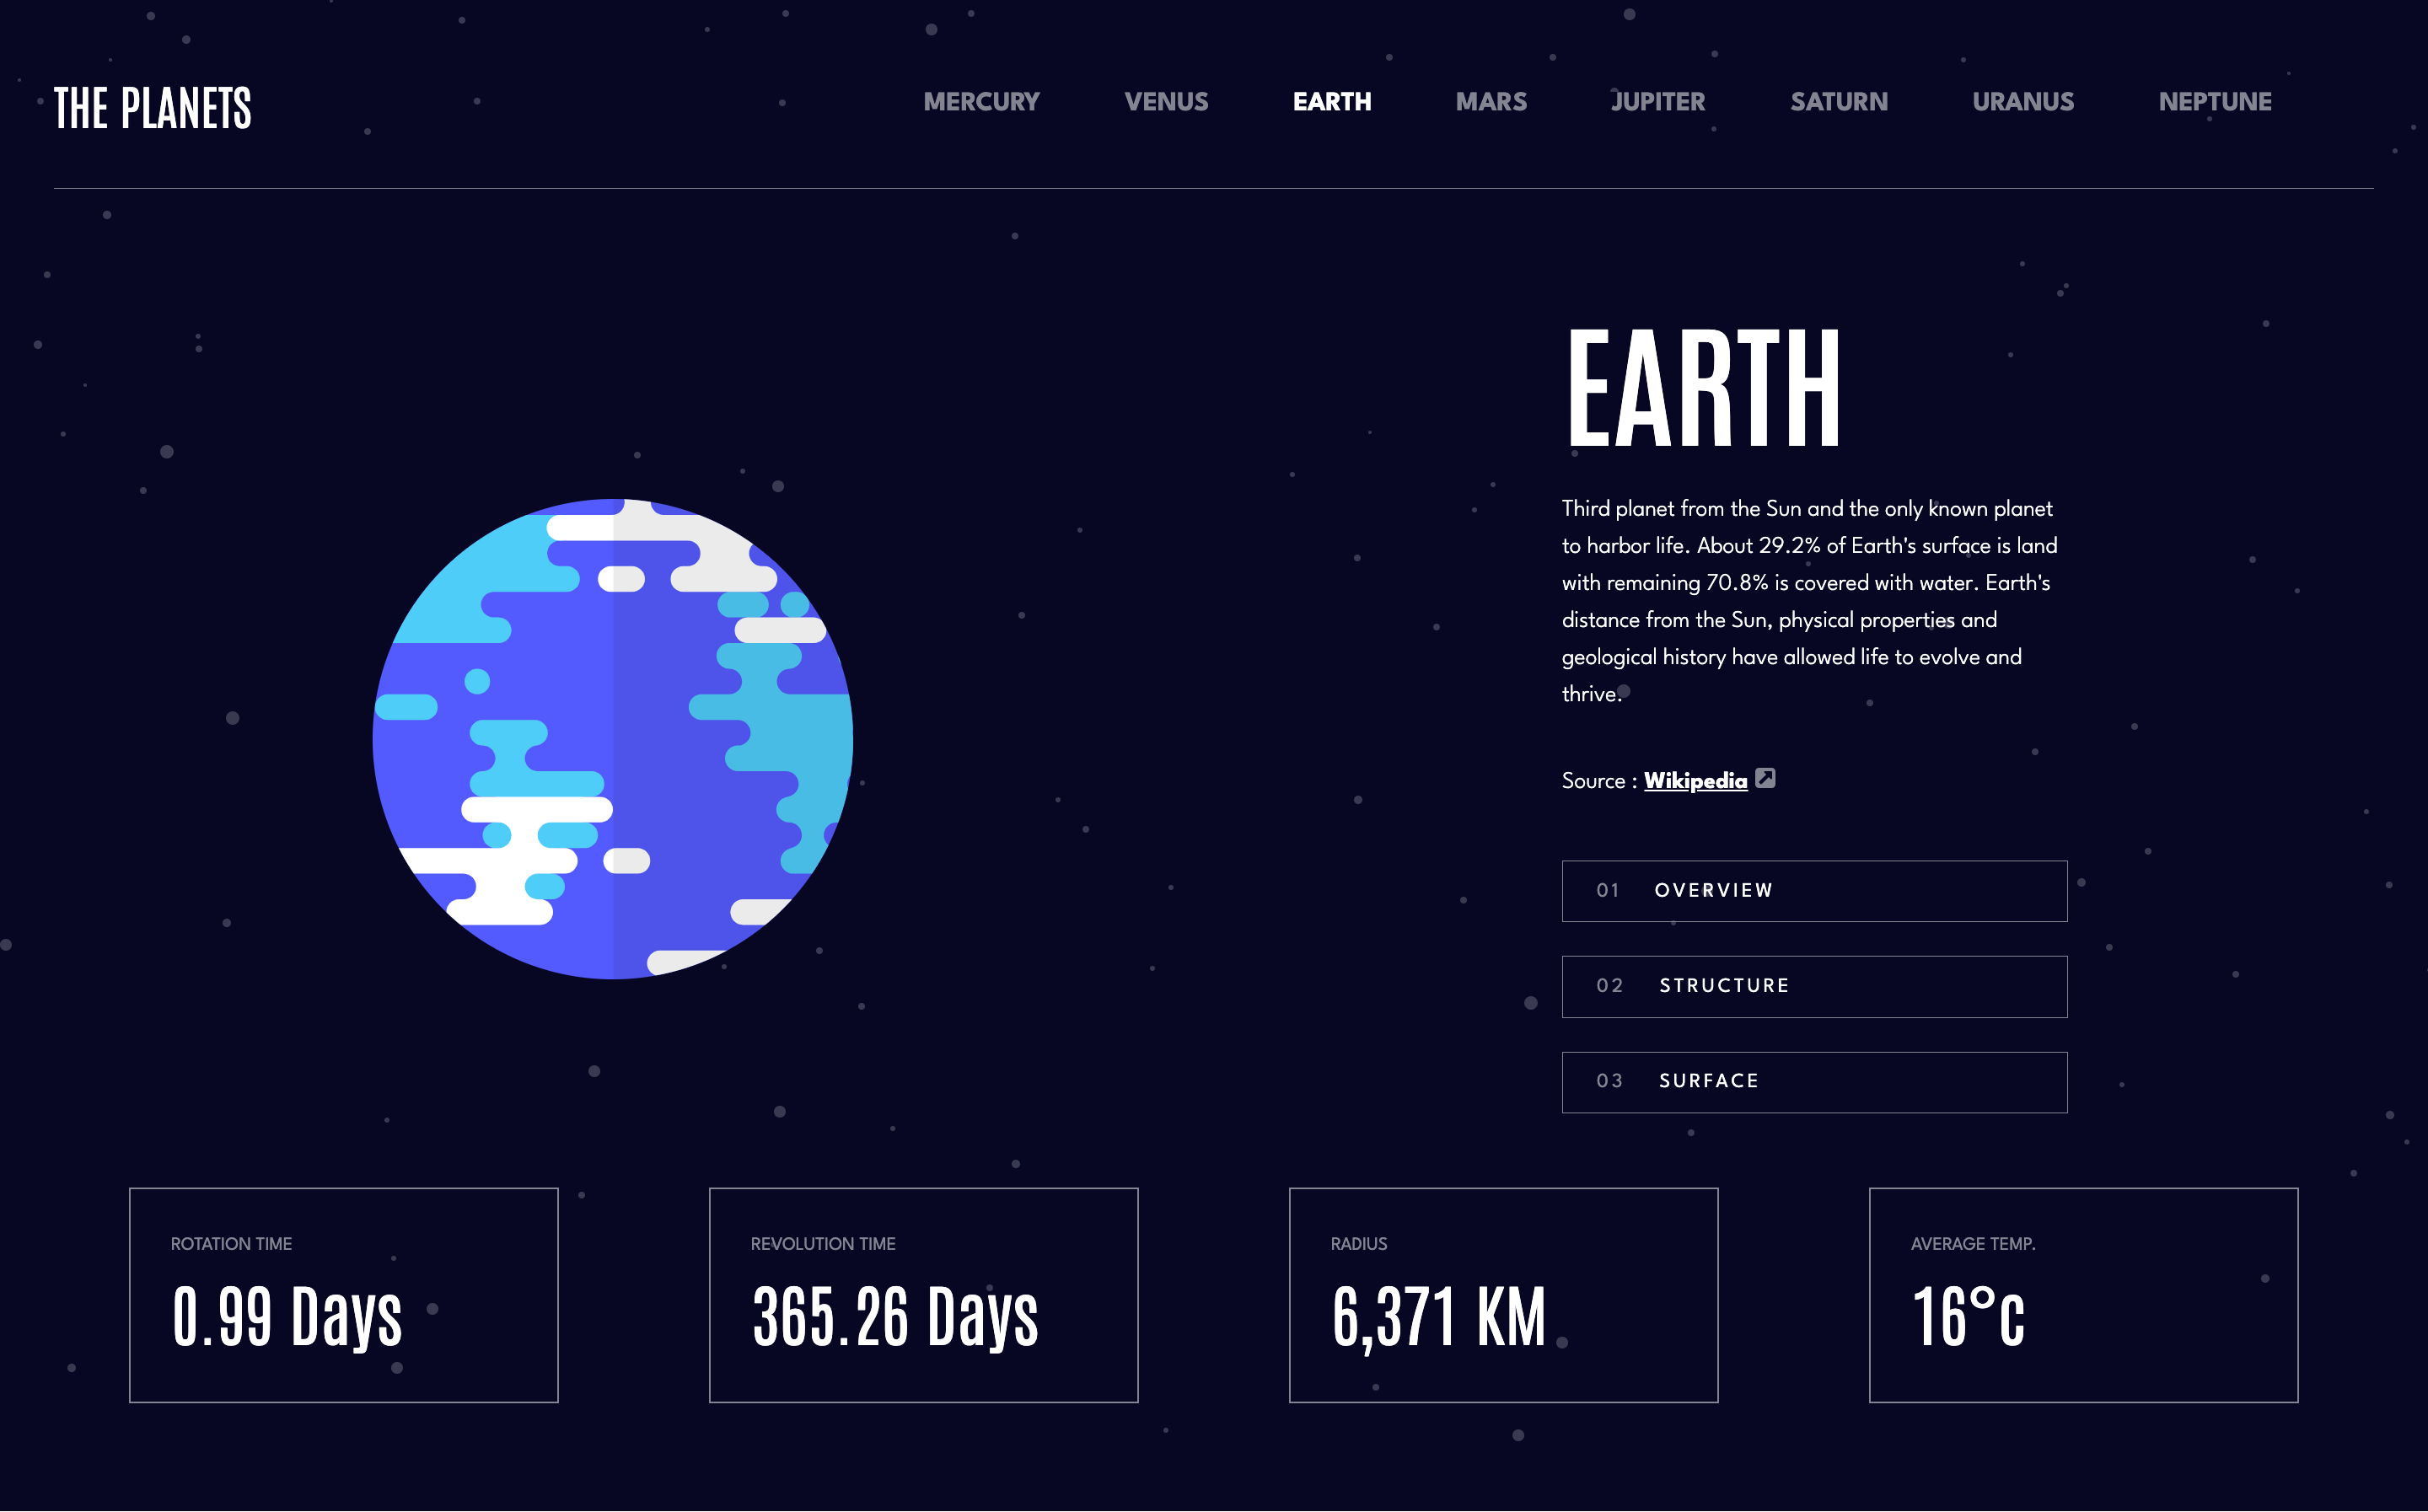 THE PLANETS
MERCURY VENUS EARTH MARS JUPITER SATURN URANUS NEPTUNE
EARTH
Third planet from the Sun and the only known planet
to harbor life. About 29.2% of Earth's surface is land
with remaining 70.8% is covered with water. Earth's
distance from the Sun, physical properties and
geological history have allowed life to evolve and
thrive.
Source : Wikipedia
01 OVERVIEW
02 STRUCTURE
03 SURFACE
ROTATION TIME
0.99 Days
REVOLUTION TIME
365.26 Days
RADIUS
6,371 KM
AVERAGE TEMP.
16°c